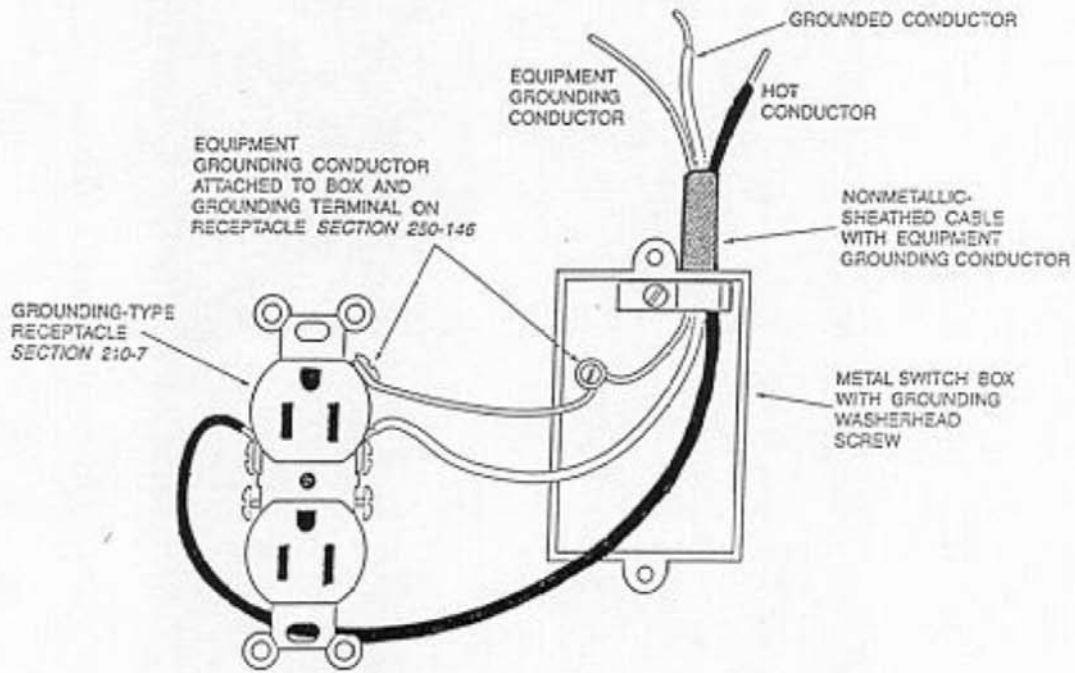 GROUNDED CONDUCTOR
EQUIPMENT
GROUNDING
CONDUCTOR
HOT
CONDUCTOR
EQUIPMENT
GROUNDING CONDUCTOR
ATTACHED TO BOX AND
GROUNDING TERMINAL ON
RECEPTACLE SECTION 250-146
NONMETALLIC-
SHEATHED CABLE
WITH EQUIPMENT
GROUNDING CONDUCTOR
GROUNDING-TYPE
RECEPTACLE
SECTION 210-7
METAL SWITCH BOX
WITH GROUNDING
WASHERHEAD
SCREW